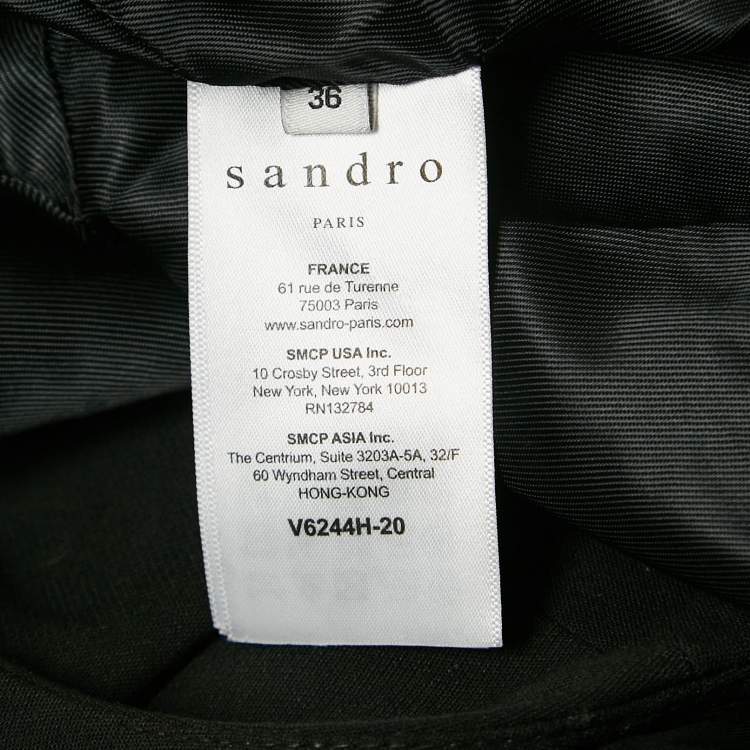 36
sandro
PARIS
FRANCE
61 rue de Turenne
75003 Paris
www.sandro-paris.com
SMCP USA Inc.
10 Crosby Street, 3rd Floor
New York, New York 10013
RN132784
SMCP ASIA Inc.
The Centrium, Suite 3203A-5A, 32/F
60 Wyndham Street, Central
HONG-KONG
V6244H-20